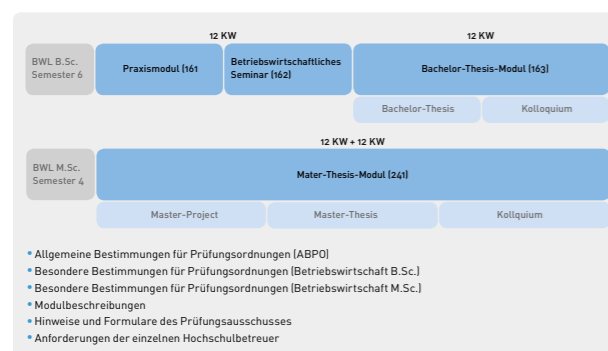 12 KW
12 KW
BWL B.Sc.
Semester 6
Praxismodul (161
Betriebswirtschaftliches
Seminar (162)
Bachelor-Thesis-Modul (163)
Bachelor-Thesis
Kolloquium
12 KW + 12 KW
BWL M.Sc.
Semester 4
Mater-Thesis-Modul (241)
Master-Project
Master-Thesis
Kollquium
• Allgemeine Bestimmungen für Prüfungsordnungen (ABPO)
• Besondere Bestimmungen für Prüfungsordnungen (Betriebswirtschaft B.Sc.)
• Besondere Bestimmungen für Prüfungsordnungen (Betriebswirtschaft M.Sc.)
• Modulbeschreibungen
• Hinweise und Formulare des Prüfungsausschusses
• Anforderungen der einzelnen Hochschulbetreuer